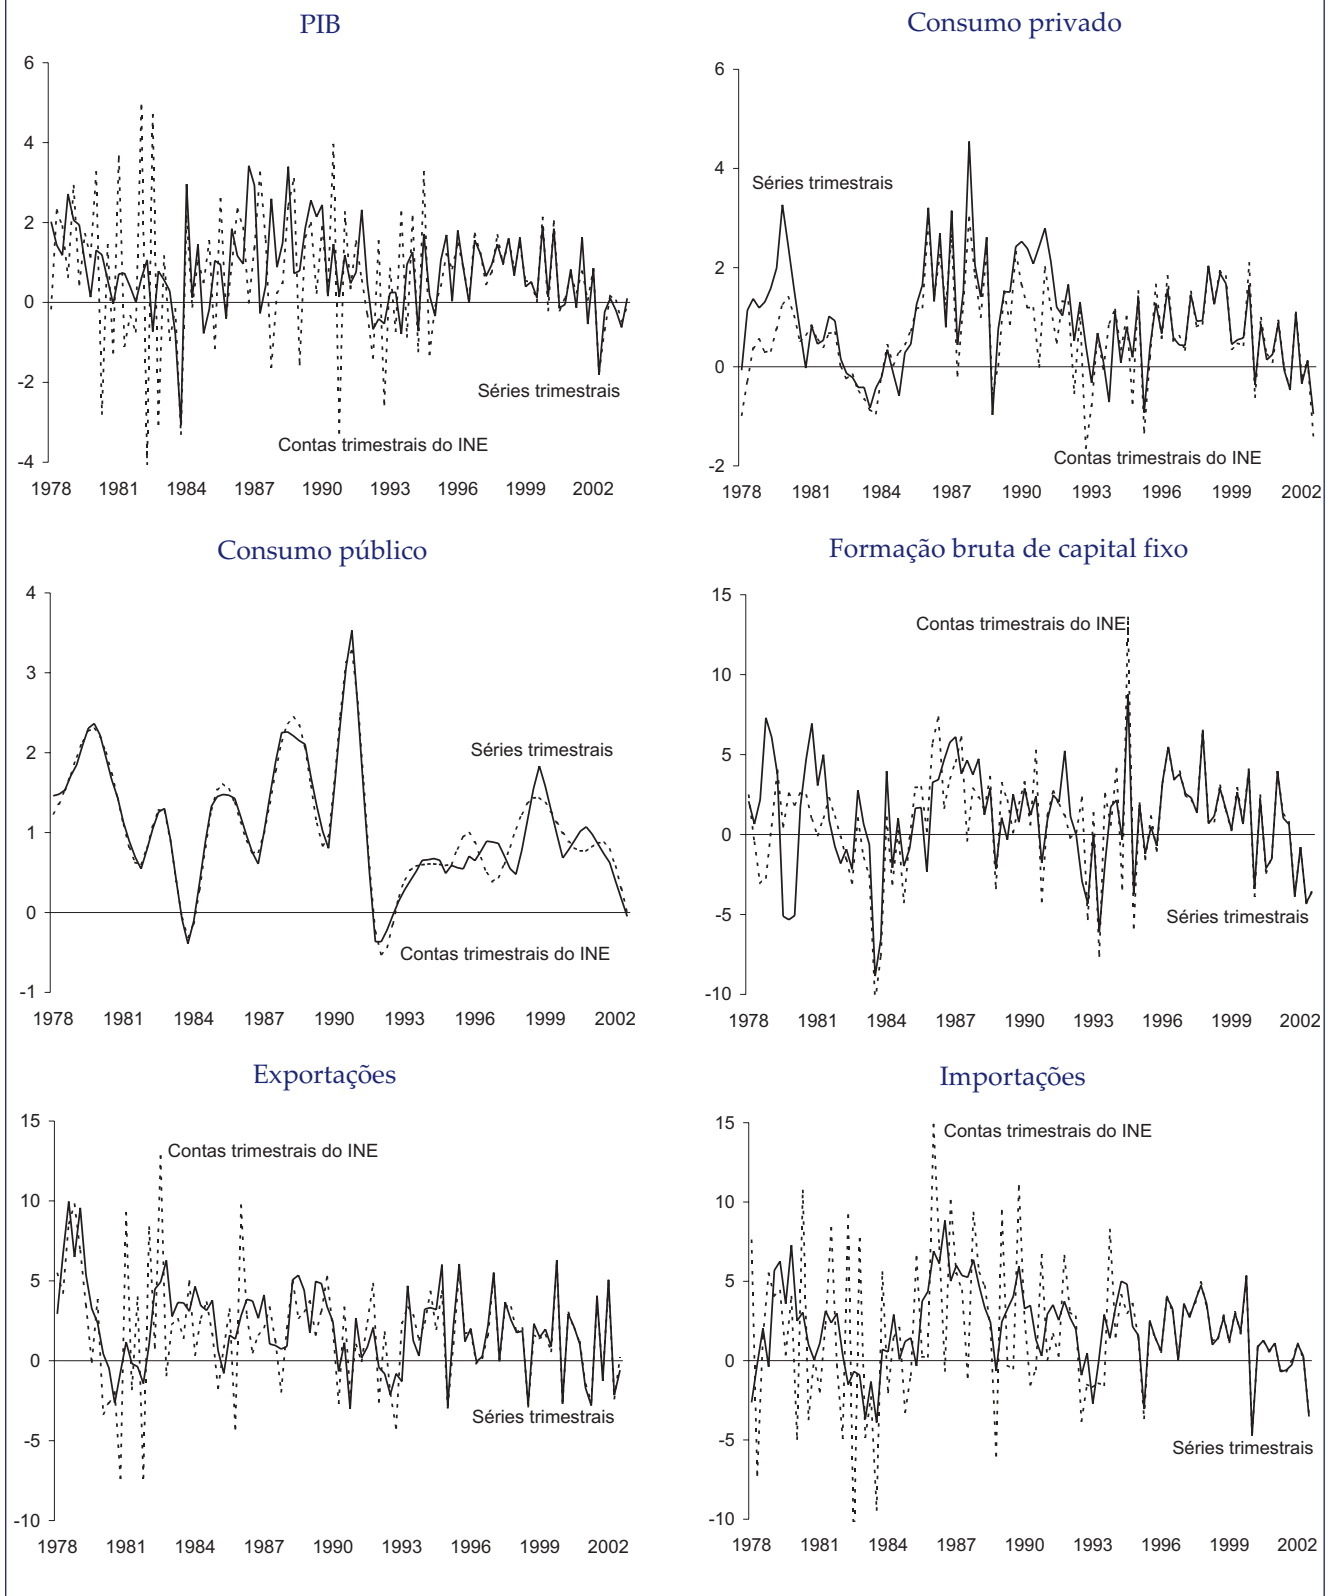 PIB
6
4
2
0
-2
-4
Séries trimestrais
Contas trimestrais do INE
1978 1981 1984 1987 1990 1993 1996 1999 2002
Consumo privado
6
4
2
0
-2
Séries trimestrais
Contas trimestrais do INE
1978 1981 1984 1987 1990 1993 1996 1999 2002
Consumo público
4
3
2
1
0
-1
Séries trimestrais
Contas trimestrais do INE
1978 1981 1984 1987 1990 1993 1996 1999 2002
Formação bruta de capital fixo
15
10
5
0
-5
-10
Contas trimestrais do INE
Séries trimestrais
1978 1981 1984 1987 1990 1993 1996 1999 2002
Exportações
15
10
5
0
-5
-10
Contas trimestrais do INE
Séries trimestrais
1978 1981 1984 1987 1990 1993 1996 1999 2002
Importações
15
10
5
0
-5
-10
Contas trimestrais do INE
Séries trimestrais
1978 1981 1984 1987 1990 1993 1996 1999 2002